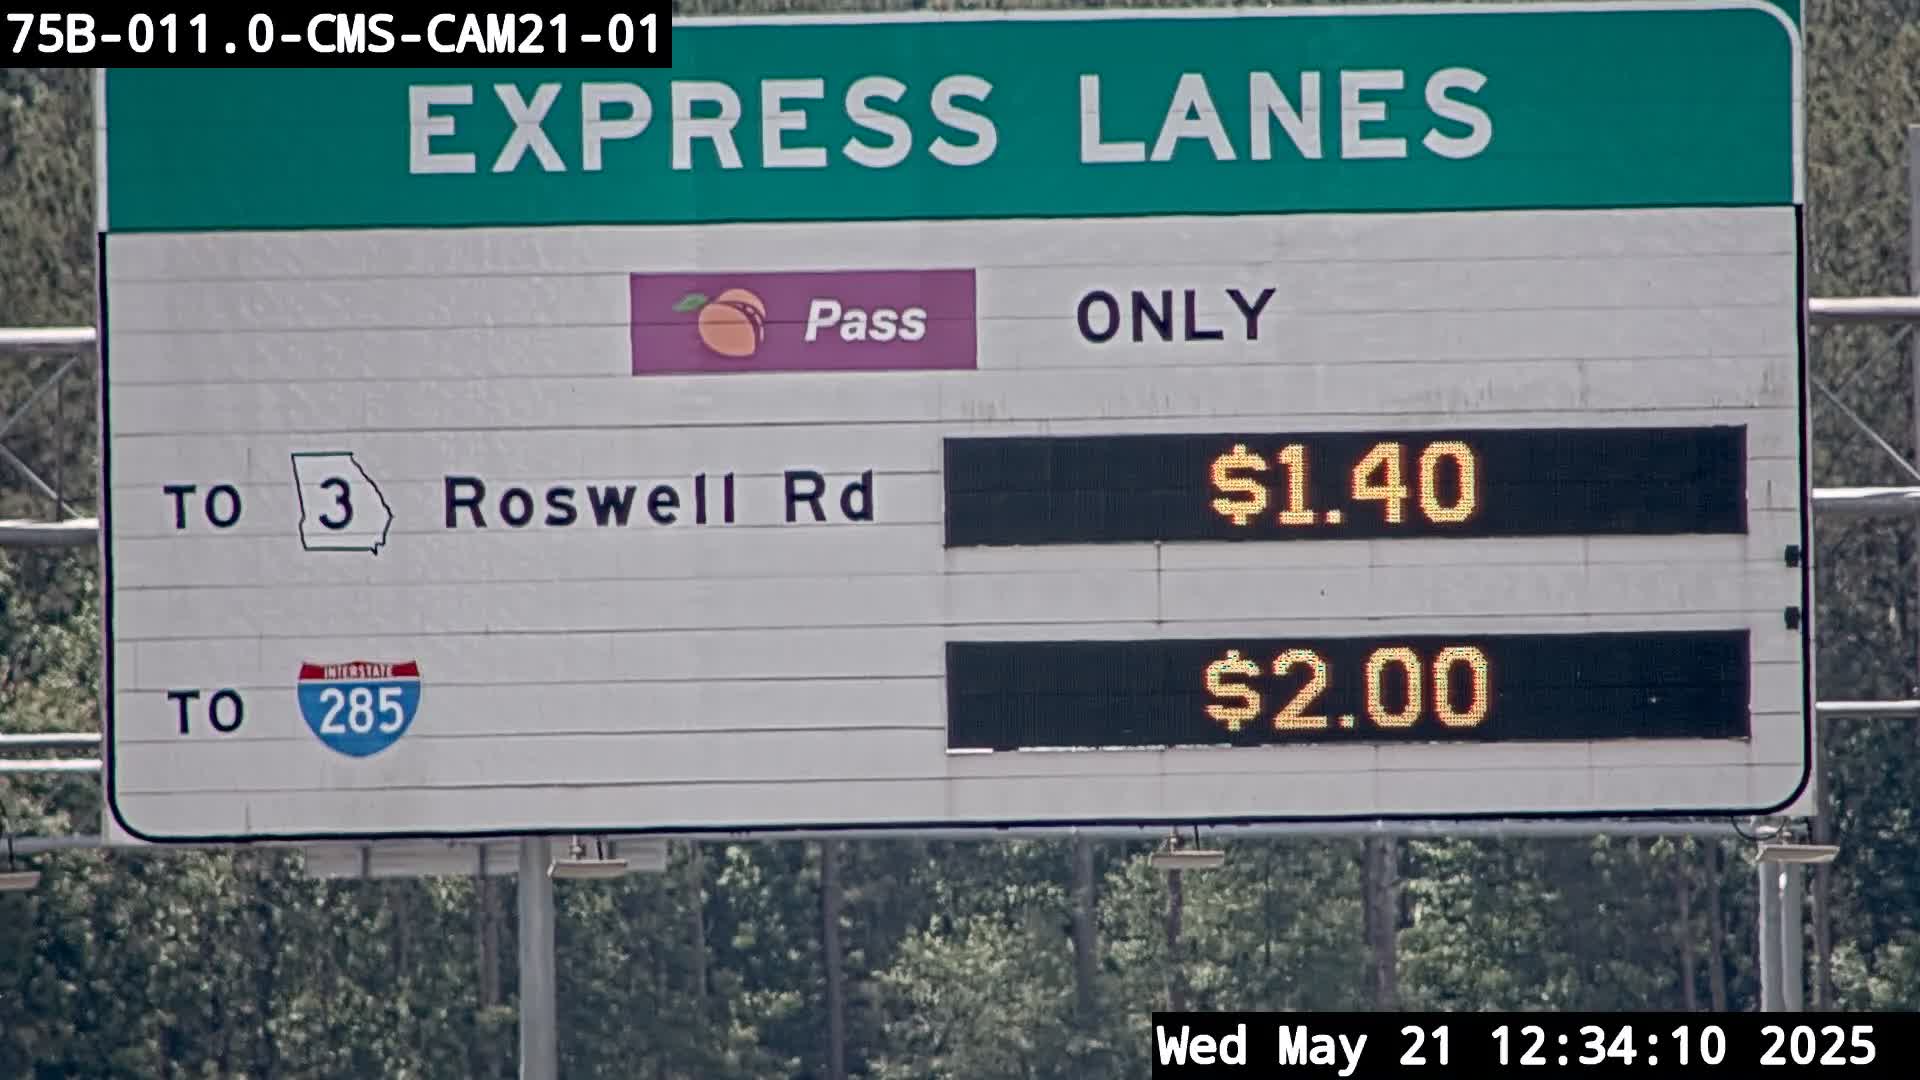 75B-011.0-CMS-CAM21-01
EXPRESS LANES
Pass ONLY
TO 3 Roswell Rd $1.40
INTERSTATE
TO 285 $2.00
Wed May 21 12:34:10 2025